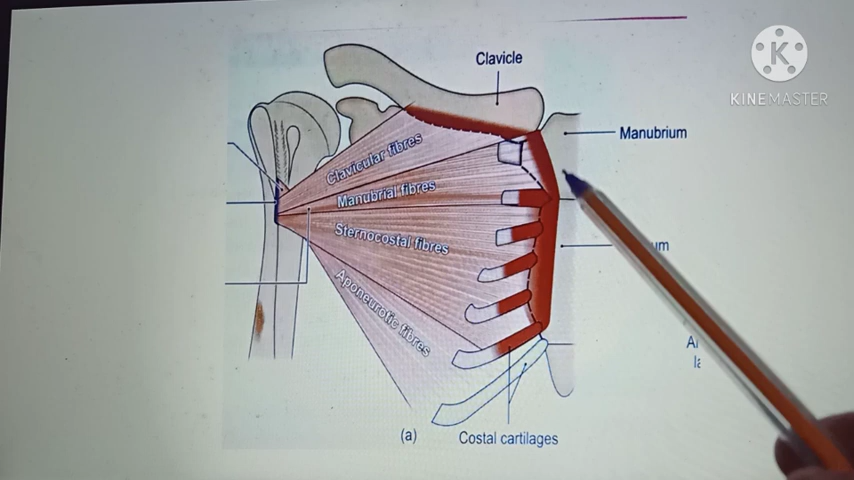 Clavicle
KINEMASTER
Manubrium
Clavicular fibres
Manubrial fibres
Sternocostal fibres
Aponeurotic fibres
(a)
Costal cartilages